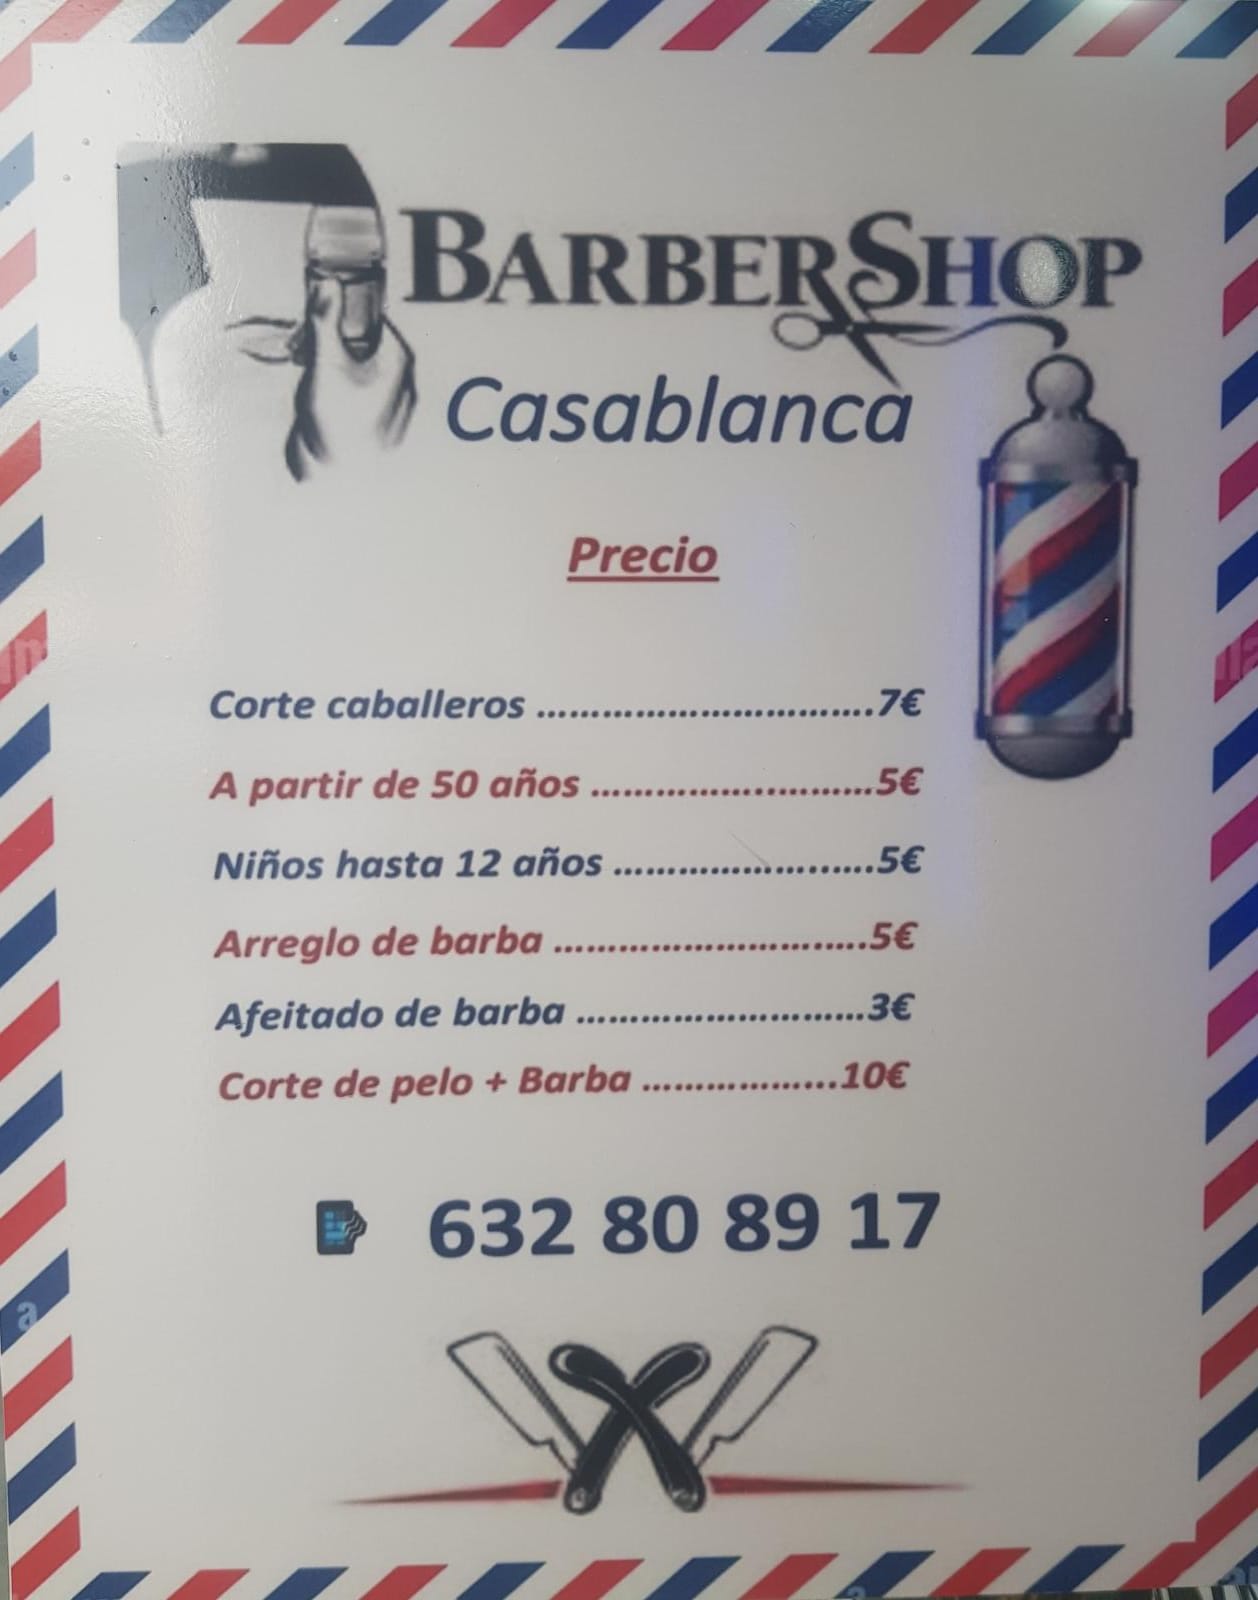 BARBERSHOP
Casablanca
Precio
Corte caballeros ................................7€
A partir de 50 años ...........................5€
Niños hasta 12 años .........................5€
Arreglo de barba ..............................5€
Afeitado de barba ...........................3€
Corte de pelo + Barba ..................10€
632 80 89 17